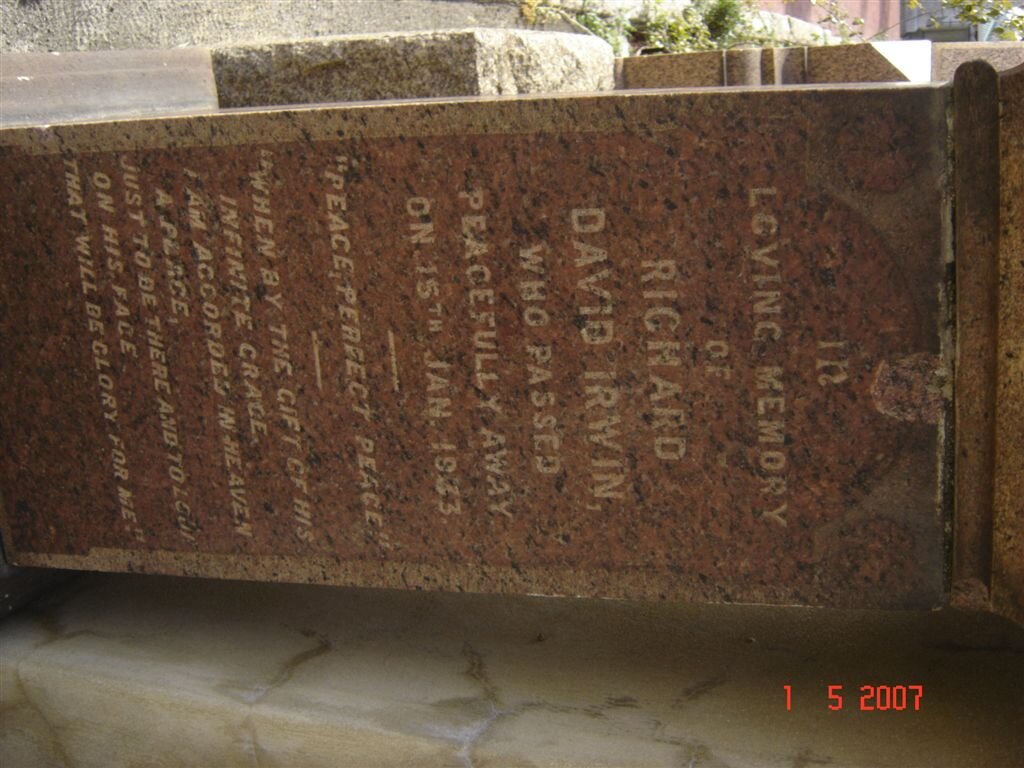 IN
LOVING MEMORY
OF
RICHARD
DAVID IRWIN,
WHO PASSED
PEACEFULLY AWAY
ON 15TH JAN. 1953.
"PEACE, PERFECT PEACE"
"WHEN BY THE GIFT OF HIS
INFINITE GRACE,
I AM ACCORDED IN HEAVEN
A PLACE,
JUST TO BE THERE AND TO LOOK
ON HIS FACE
THAT WILL BE GLORY FOR ME"
1 5 2007